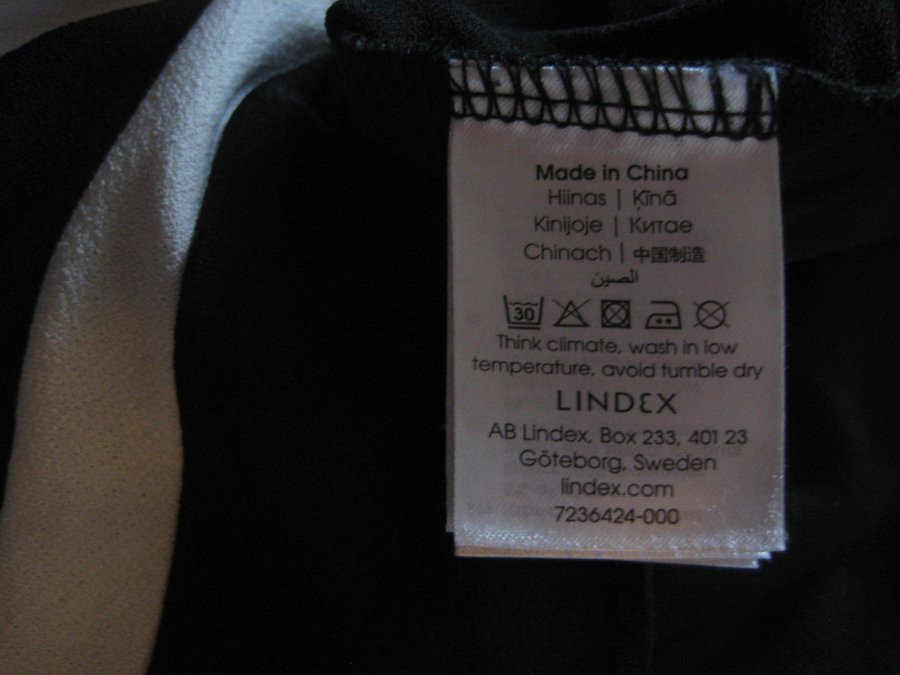 Made in China
Hiinas | Ķīnā
Kinijoje | Китае
Chinach | 中国制造
الصين
30
Think climate, wash in low
temperature, avoid tumble dry
LINDEX
AB Lindex, Box 233, 401 23
Göteborg, Sweden
lindex.com
7236424-000